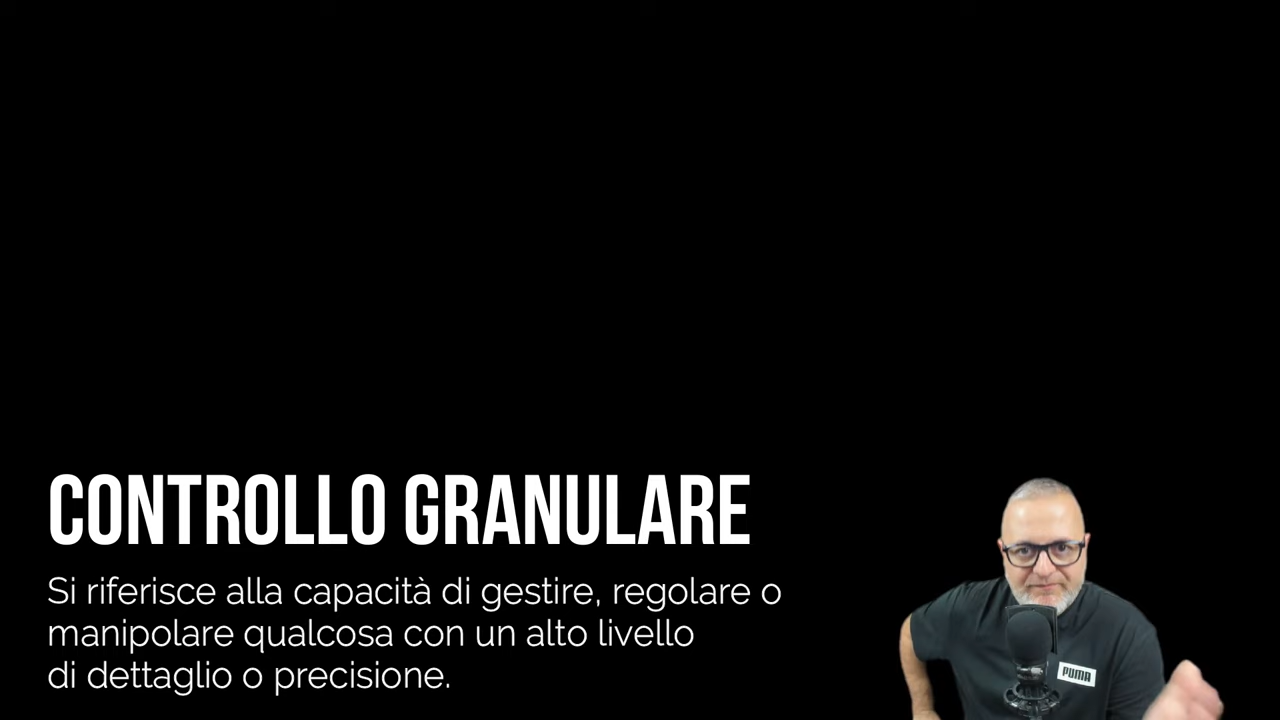 CONTROLLO GRANULARE
Si riferisce alla capacità di gestire, regolare o
manipolare qualcosa con un alto livello
di dettaglio o precisione.
PUMA